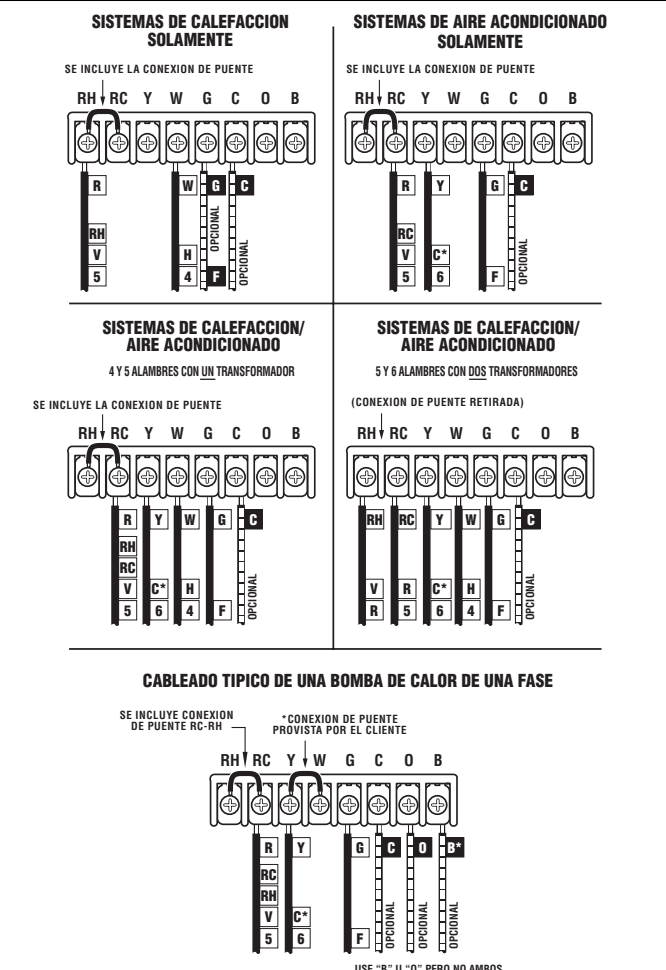 SISTEMAS DE CALEFACCION
SOLAMENTE
SE INCLUYE LA CONEXION DE PUENTE
RH RC Y W G C O B
R W G C
RH
V H
5 4 F
OPCIONAL
OPCIONAL
SISTEMAS DE AIRE ACONDICIONADO
SOLAMENTE
SE INCLUYE LA CONEXION DE PUENTE
RH RC Y W G C O B
R Y G C
RC
V C*
5 6 F
OPCIONAL
SISTEMAS DE CALEFACCION/
AIRE ACONDICIONADO
4 Y 5 ALAMBRES CON UN TRANSFORMADOR
SE INCLUYE LA CONEXION DE PUENTE
RH RC Y W G C O B
R Y W G C
RH
RC
V C* H
5 6 4 F
OPCIONAL
SISTEMAS DE CALEFACCION/
AIRE ACONDICIONADO
5 Y 6 ALAMBRES CON DOS TRANSFORMADORES
(CONEXION DE PUENTE RETIRADA)
RH RC Y W G C O B
RH RC Y W G C
V R C* H
R 5 6 4 F
OPCIONAL
CABLEADO TIPICO DE UNA BOMBA DE CALOR DE UNA FASE
SE INCLUYE CONEXION
DE PUENTE RC-RH
*CONEXION DE PUENTE
PROVISTA POR EL CLIENTE
RH RC Y W G C O B
R Y G C O B*
RC
RH
V C*
5 6 F
OPCIONAL
OPCIONAL
OPCIONAL
USE "B" U "O" PERO NO AMBOS